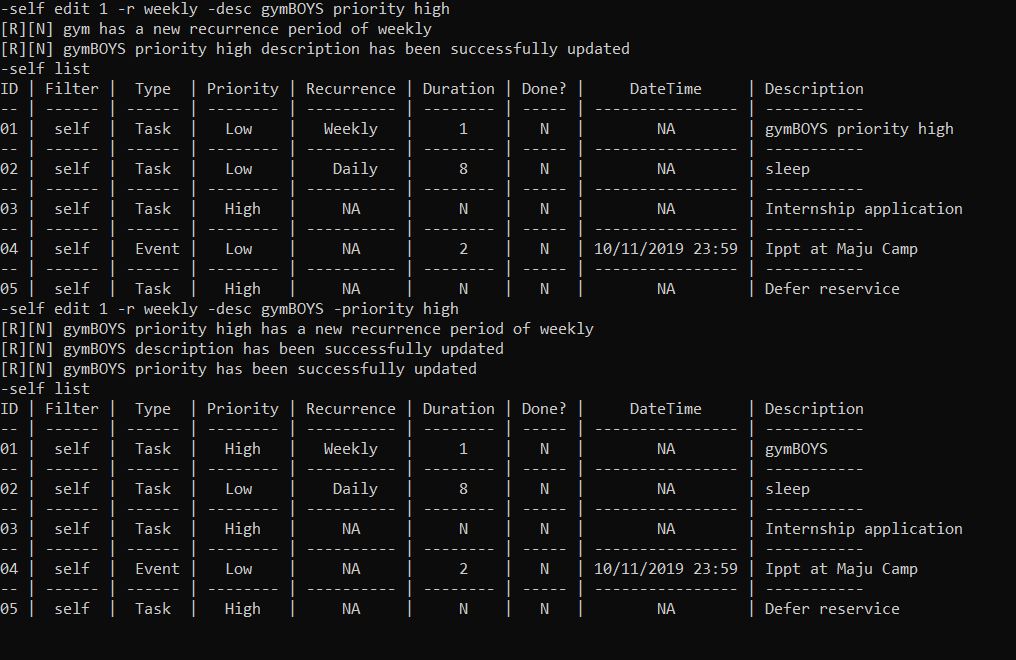 -self edit 1 -r weekly -desc gymBOYS priority high
[R][N] gym has a new recurrence period of weekly
[R][N] gymBOYS priority high description has been successfully updated
-self list
ID | Filter |  Type  | Priority | Recurrence | Duration | Done? |     DateTime     | Description
-- | ------ | ------ | -------- | ---------- | -------- | ----- | ---------------- | -----------
01 |  self  |  Task  |   Low    |   Weekly   |    1     |   N   |        NA        | gymBOYS priority high
-- | ------ | ------ | -------- | ---------- | -------- | ----- | ---------------- | -----------
02 |  self  |  Task  |   Low    |    Daily   |    8     |   N   |        NA        | sleep
-- | ------ | ------ | -------- | ---------- | -------- | ----- | ---------------- | -----------
03 |  self  |  Task  |   High   |     NA     |    N     |   N   |        NA        | Internship application
-- | ------ | ------ | -------- | ---------- | -------- | ----- | ---------------- | -----------
04 |  self  |  Event |   Low    |     NA     |    2     |   N   | 10/11/2019 23:59 | Ippt at Maju Camp
-- | ------ | ------ | -------- | ---------- | -------- | ----- | ---------------- | -----------
05 |  self  |  Task  |   High   |     NA     |    N     |   N   |        NA        | Defer reservice
-self edit 1 -r weekly -desc gymBOYS -priority high
[R][N] gymBOYS priority high has a new recurrence period of weekly
[R][N] gymBOYS description has been successfully updated
[R][N] gymBOYS priority has been successfully updated
-self list
ID | Filter |  Type  | Priority | Recurrence | Duration | Done? |     DateTime     | Description
-- | ------ | ------ | -------- | ---------- | -------- | ----- | ---------------- | -----------
01 |  self  |  Task  |   High   |   Weekly   |    1     |   N   |        NA        | gymBOYS
-- | ------ | ------ | -------- | ---------- | -------- | ----- | ---------------- | -----------
02 |  self  |  Task  |   Low    |    Daily   |    8     |   N   |        NA        | sleep
-- | ------ | ------ | -------- | ---------- | -------- | ----- | ---------------- | -----------
03 |  self  |  Task  |   High   |     NA     |    N     |   N   |        NA        | Internship application
-- | ------ | ------ | -------- | ---------- | -------- | ----- | ---------------- | -----------
04 |  self  |  Event |   Low    |     NA     |    2     |   N   | 10/11/2019 23:59 | Ippt at Maju Camp
-- | ------ | ------ | -------- | ---------- | -------- | ----- | ---------------- | -----------
05 |  self  |  Task  |   High   |     NA     |    N     |   N   |        NA        | Defer reservice